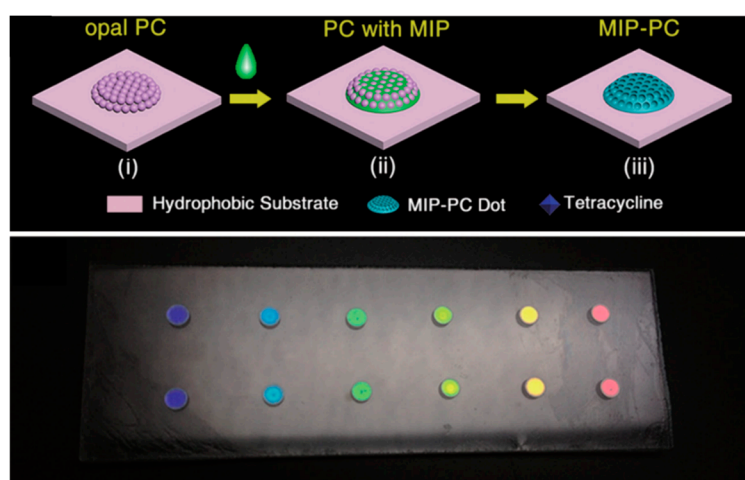 opal PC PC with MIP MIP-PC
(i) (ii) (iii)
Hydrophobic Substrate MIP-PC Dot Tetracycline